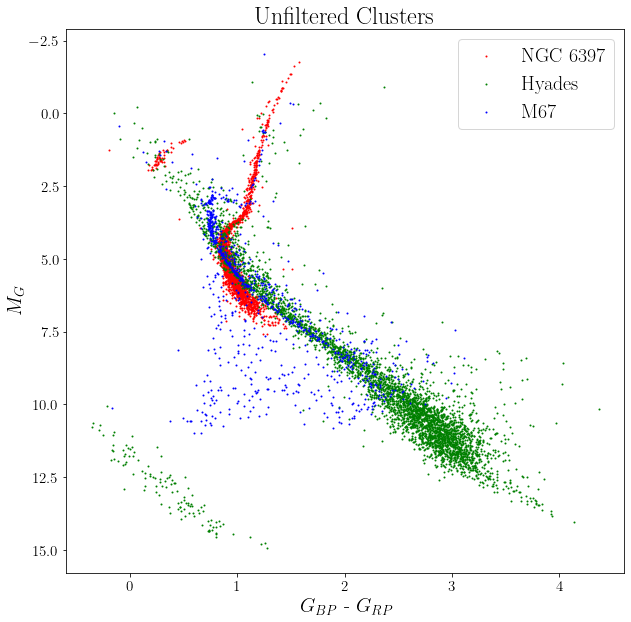 Unfiltered Clusters
NGC 6397
Hyades
M67
−2.5
0.0
2.5
5.0
7.5
10.0
12.5
15.0
M_G
0 1 2 3 4
G_BP - G_RP